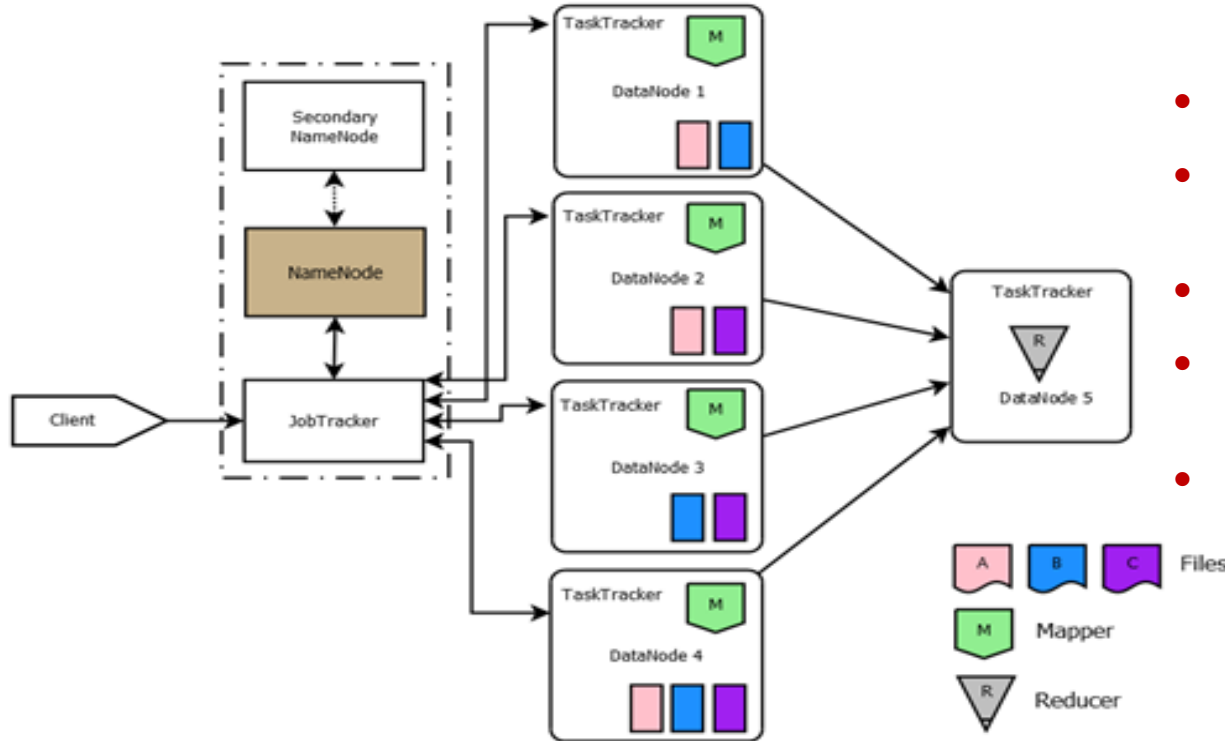 TaskTracker
M
DataNode 1
Secondary
NameNode
NameNode
JobTracker
Client
TaskTracker
M
DataNode 2
TaskTracker
M
DataNode 3
TaskTracker
M
DataNode 4
TaskTracker
R
DataNode 5
A
B
C
Files
M
Mapper
R
Reducer